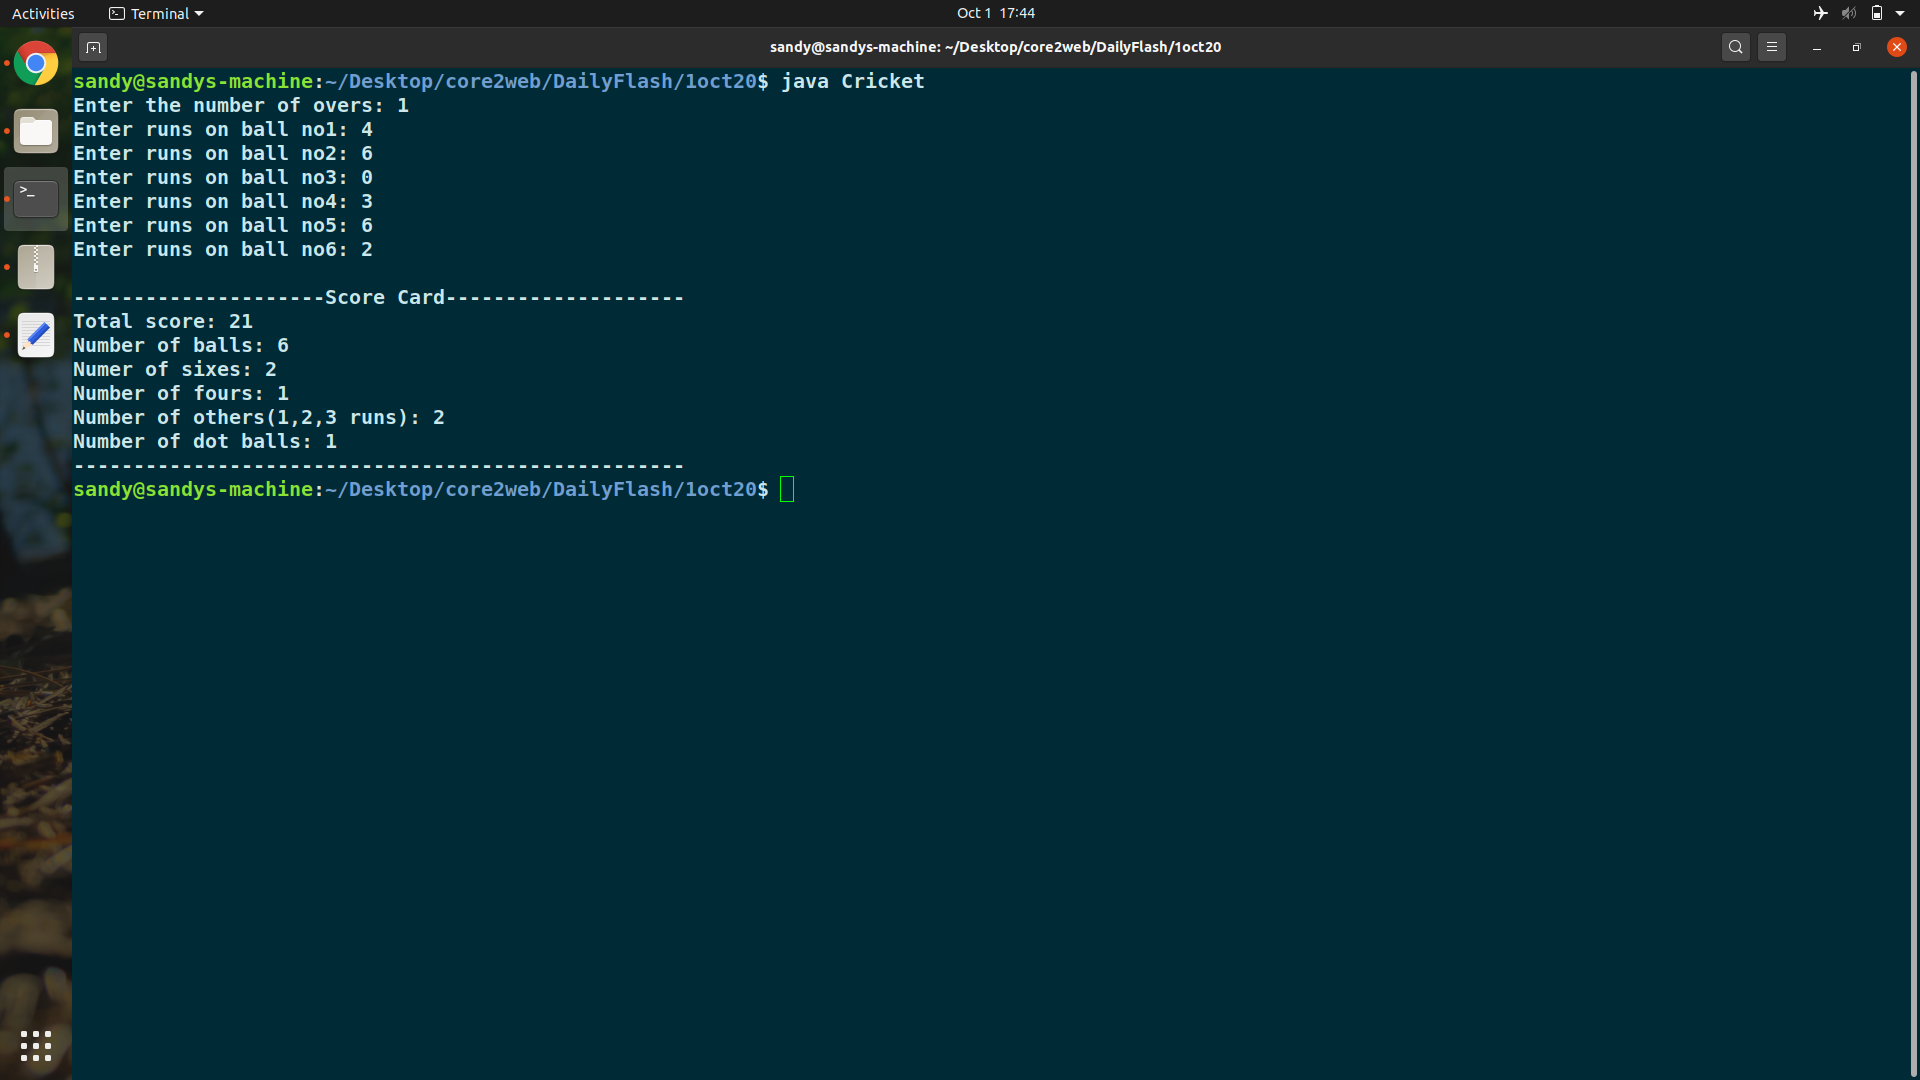 Activities Terminal Oct 1 17:44
sandy@sandys-machine: ~/Desktop/core2web/DailyFlash/1oct20
sandy@sandys-machine:~/Desktop/core2web/DailyFlash/1oct20$ java Cricket
Enter the number of overs: 1
Enter runs on ball no1: 4
Enter runs on ball no2: 6
Enter runs on ball no3: 0
Enter runs on ball no4: 3
Enter runs on ball no5: 6
Enter runs on ball no6: 2
---------------------Score Card--------------------
Total score: 21
Number of balls: 6
Numer of sixes: 2
Number of fours: 1
Number of others(1,2,3 runs): 2
Number of dot balls: 1
---------------------------------------------------
sandy@sandys-machine:~/Desktop/core2web/DailyFlash/1oct20$